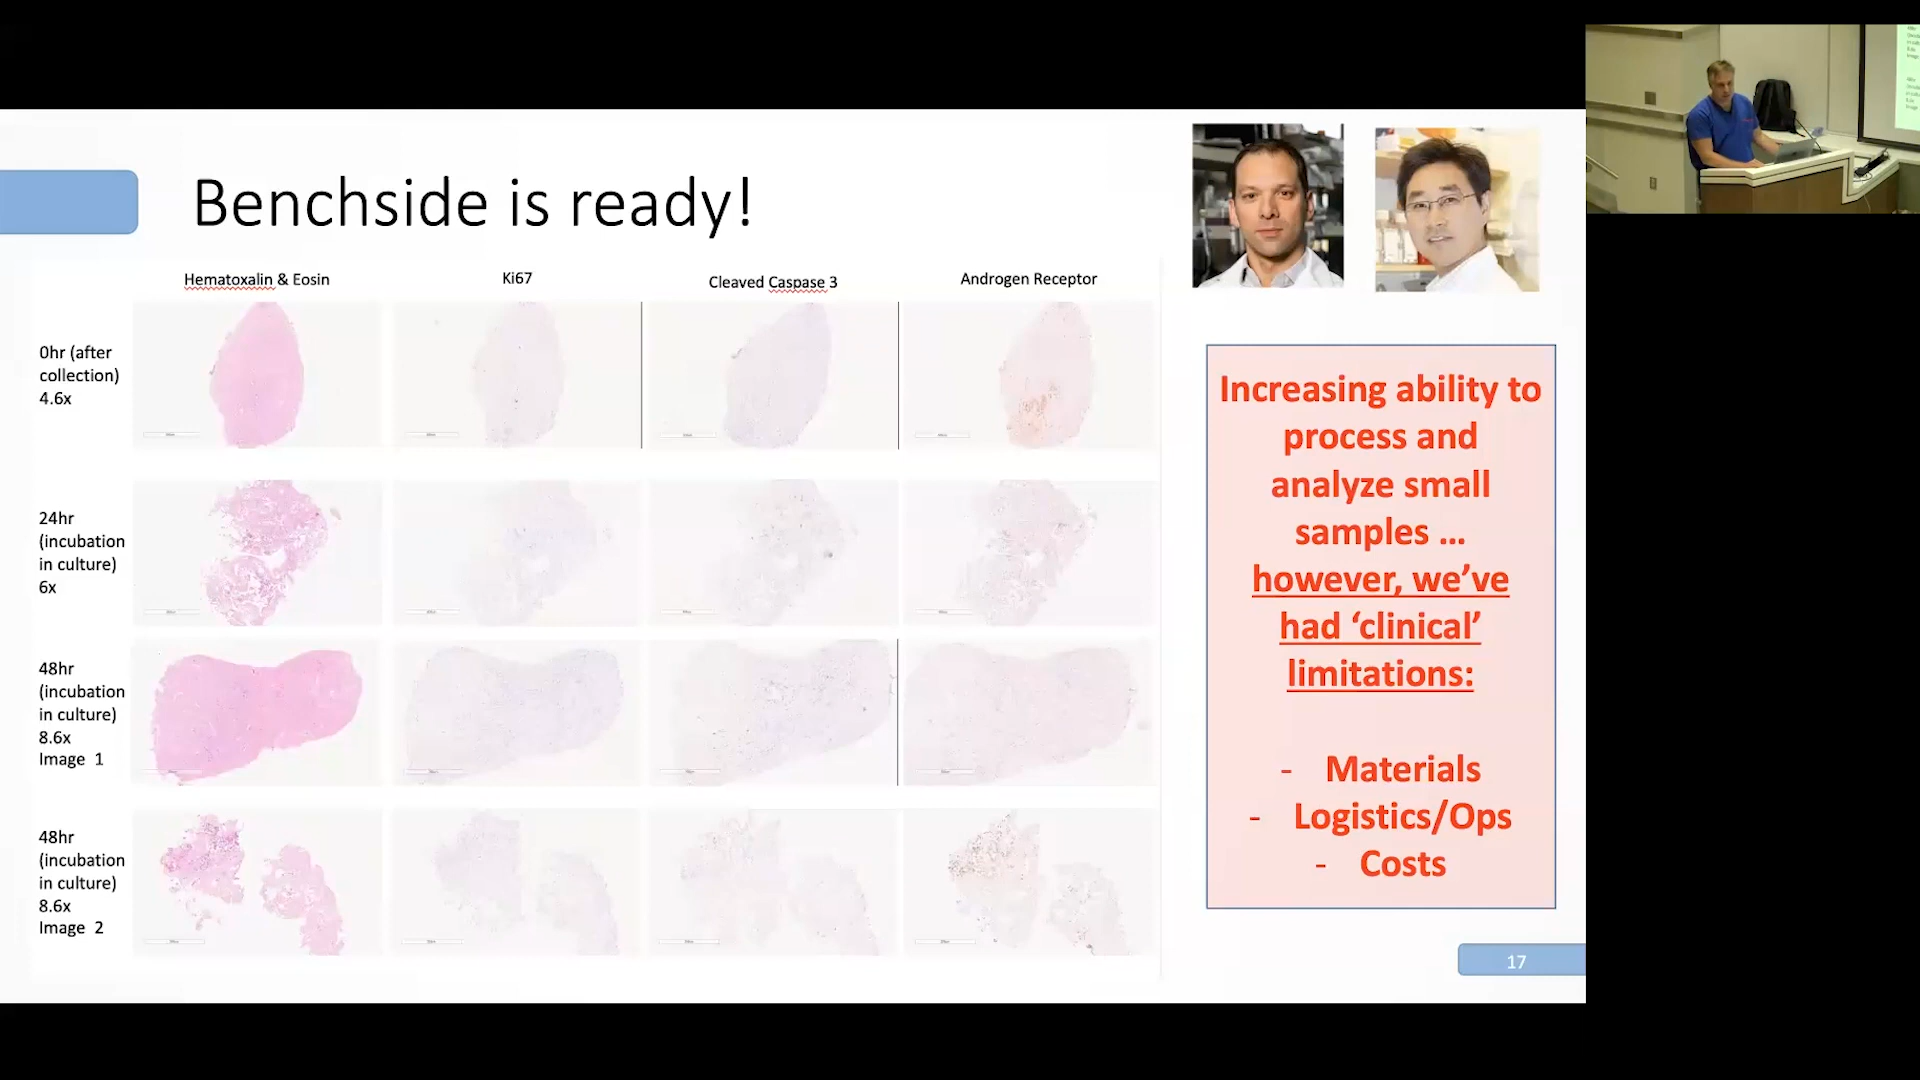 Benchside is ready!
Hematoxalin & Eosin
Ki67
Cleaved Caspase 3
Androgen Receptor
0hr (after
collection)
4.6x
24hr
(incubation
in culture)
6x
48hr
(incubation
in culture)
8.6x
Image 1
48hr
(incubation
in culture)
8.6x
Image 2
Increasing ability to
process and
analyze small
samples ...
however, we've
had 'clinical'
limitations:
- Materials
- Logistics/Ops
- Costs
17